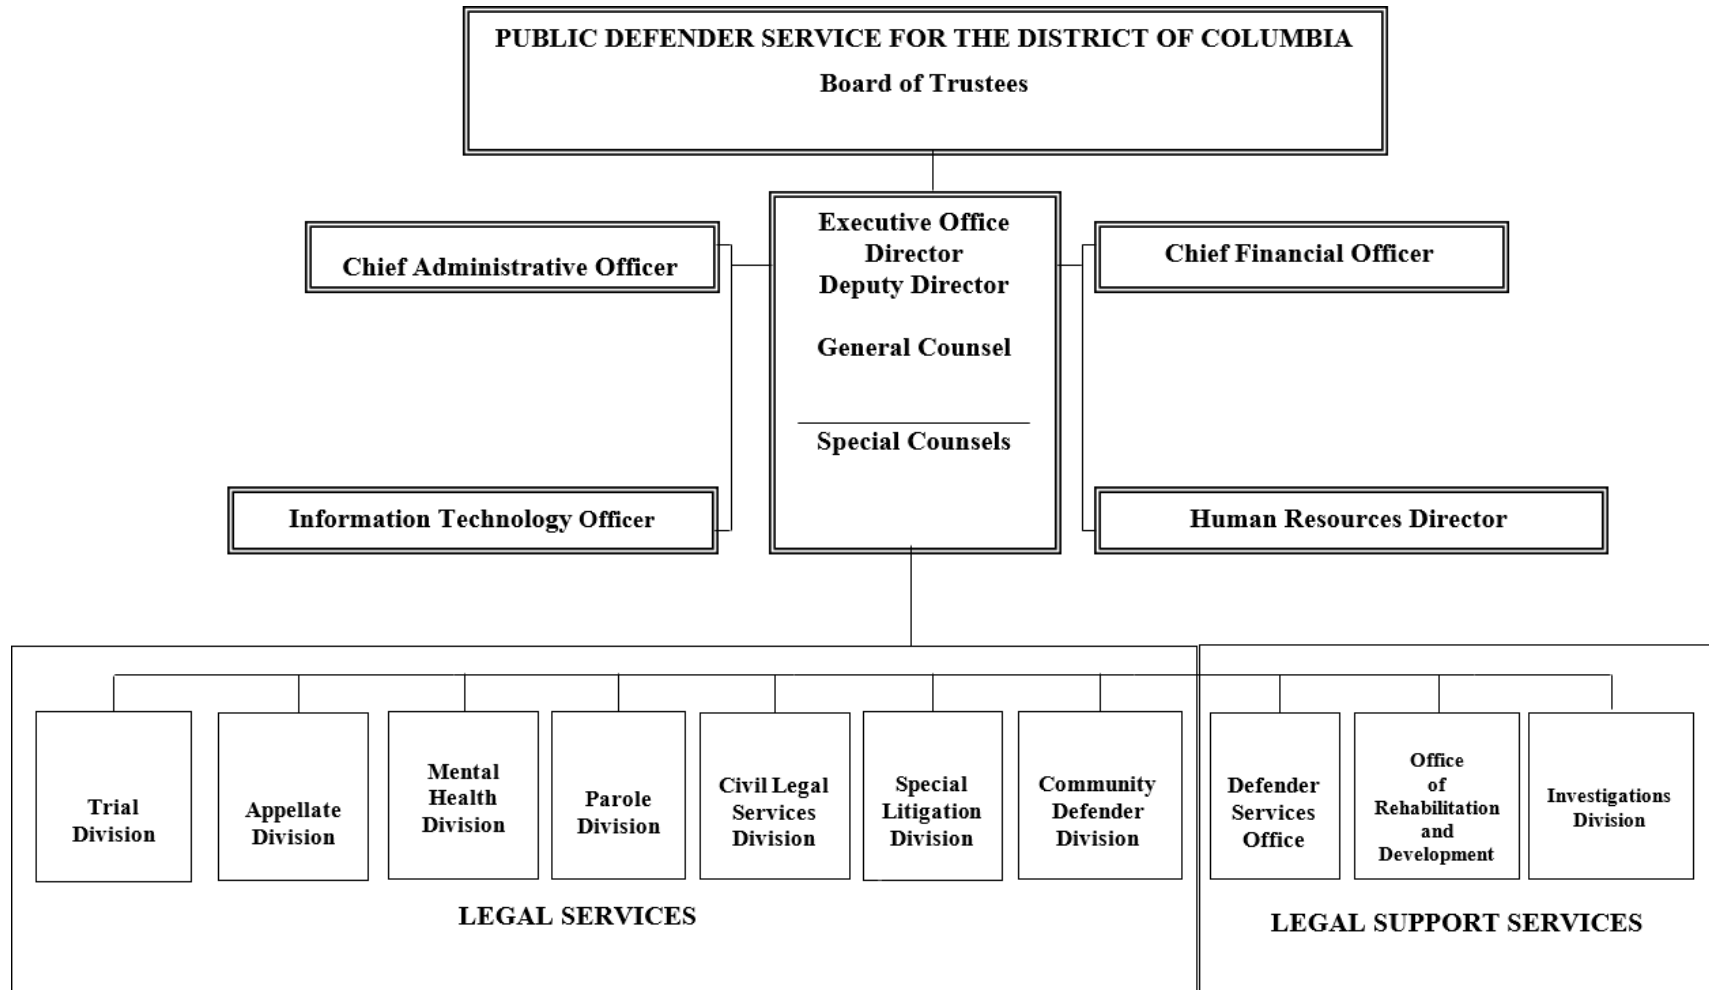 PUBLIC DEFENDER SERVICE FOR THE DISTRICT OF COLUMBIA
Board of Trustees
Executive Office
Director
Deputy Director
General Counsel
Special Counsels
Chief Administrative Officer
Chief Financial Officer
Information Technology Officer
Human Resources Director
Trial
Division
Appellate
Division
Mental
Health
Division
Parole
Division
Civil Legal
Services
Division
Special
Litigation
Division
Community
Defender
Division
Defender
Services
Office
Office
of
Rehabilitation
and
Development
Investigations
Division
LEGAL SERVICES
LEGAL SUPPORT SERVICES